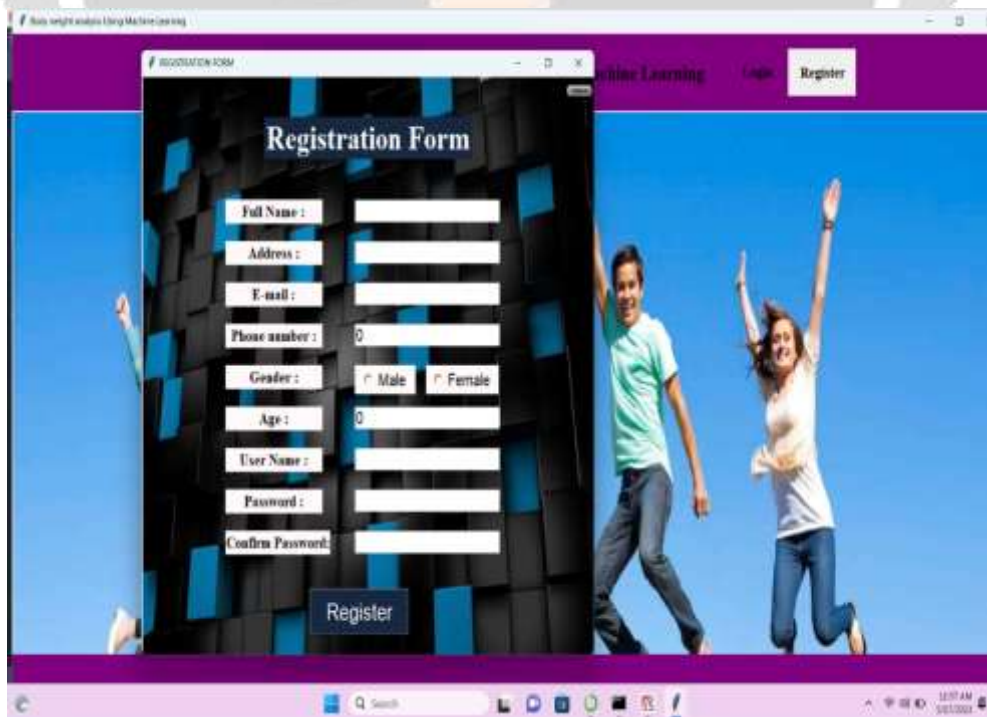 Body weight analysis Using Machine Learning
REGISTRATION FORM
Machine Learning
Login
Register
Registration Form
Full Name :
Address :
E-mail :
Phone number :
0
Gender :
Male
Female
Age :
0
User Name :
Password :
Confirm Password:
Register
Search